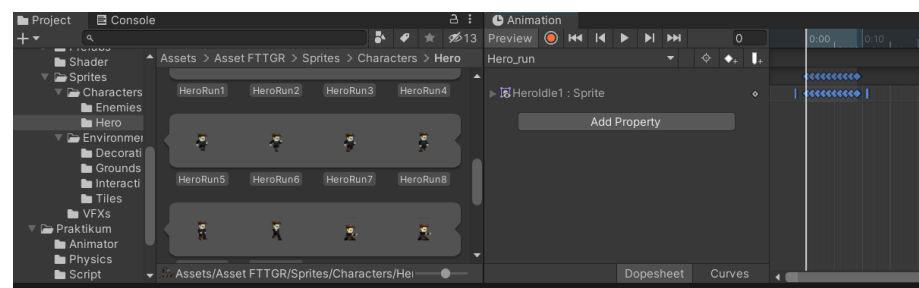 Project
Console
13
Shader
Sprites
Characters
Enemies
Hero
Environmer
Decorati
Grounds
Interacti
Tiles
VFXs
Praktikum
Animator
Physics
Script
Assets > Asset FTTGR > Sprites > Characters > Hero
HeroRun1 HeroRun2 HeroRun3 HeroRun4
HeroRun5 HeroRun6 HeroRun7 HeroRun8
Assets/Asset FTTGR/Sprites/Characters/He
Animation
Preview 0
0:00 0:10
Hero_run
HeroIdle1 : Sprite
Add Property
Dopesheet Curves